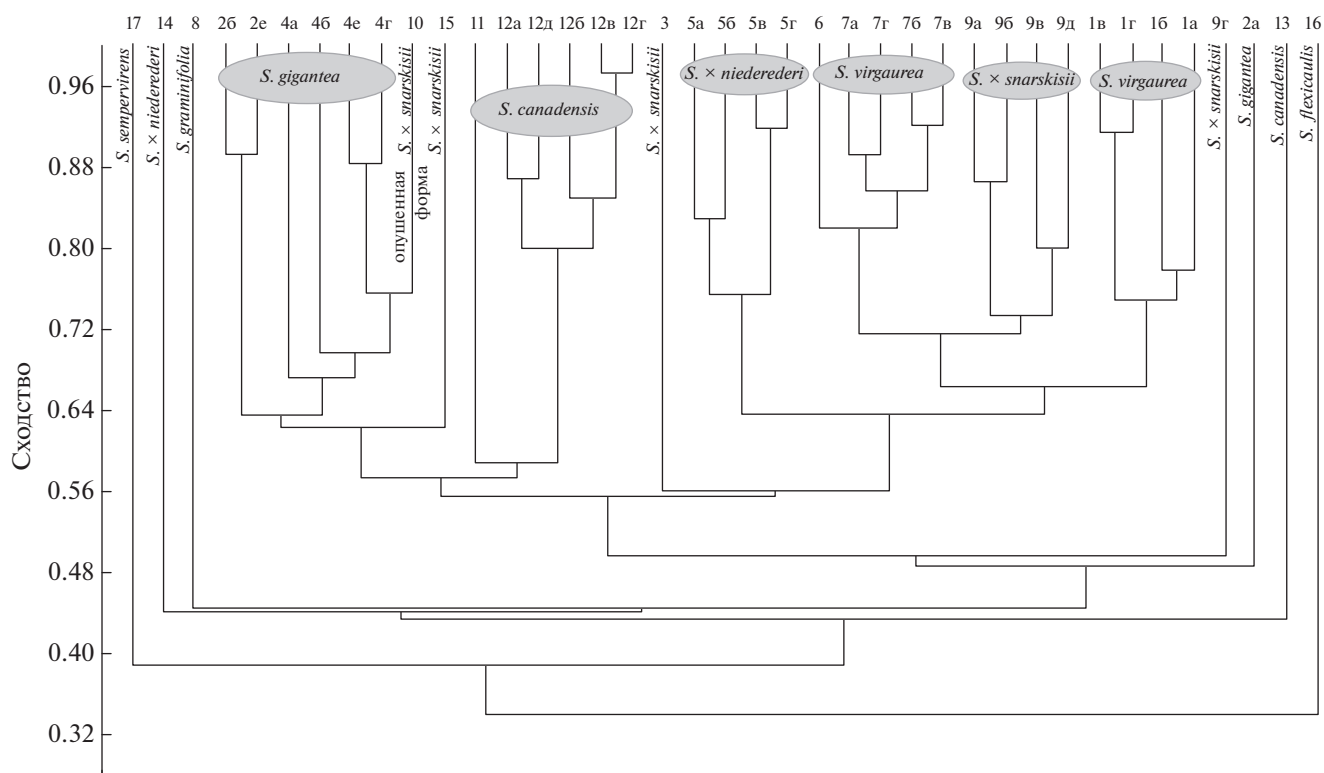 17 14 8 2б 2е 4а 4б 4е 4г 10 15 11 12а 12д 12б 12в 12г 3 5а 5б 5в 5г 6 7а 7г 7б 7в 9а 9б 9в 9д 1в 1г 1б 1а 9г 2а 13 16
S. sempervirens
S. × niederederi
S. graminifolia
S. gigantea
S. × snarskisii
опушенная
форма
S. × snarskisii
S. canadensis
S. × snarskisii
S. × niederederi
S. virgaurea
S. × snarskisii
S. virgaurea
S. × snarskisii
S. gigantea
S. canadensis
S. flexicaulis
Сходство
0.96
0.88
0.80
0.72
0.64
0.56
0.48
0.40
0.32